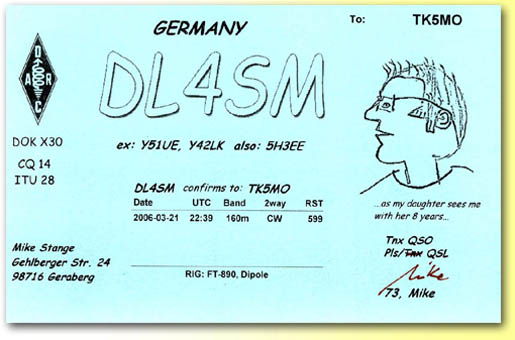 GERMANY
To: TK5MO
DARC
DL4SM
DOK X30
CQ 14
ITU 28
ex: Y51UE, Y42LK also: 5H3EE
DL4SM confirms to: TK5MO
Date UTC Band 2way RST
2006-03-21 22:39 160m CW 599
...as my daughter sees me
with her 8 years...
Mike Stange
Gehlberger Str. 24
98716 Geraberg
RIG: FT-890, Dipole
Tnx QSO
Pls/Tnx QSL
Mike
73, Mike